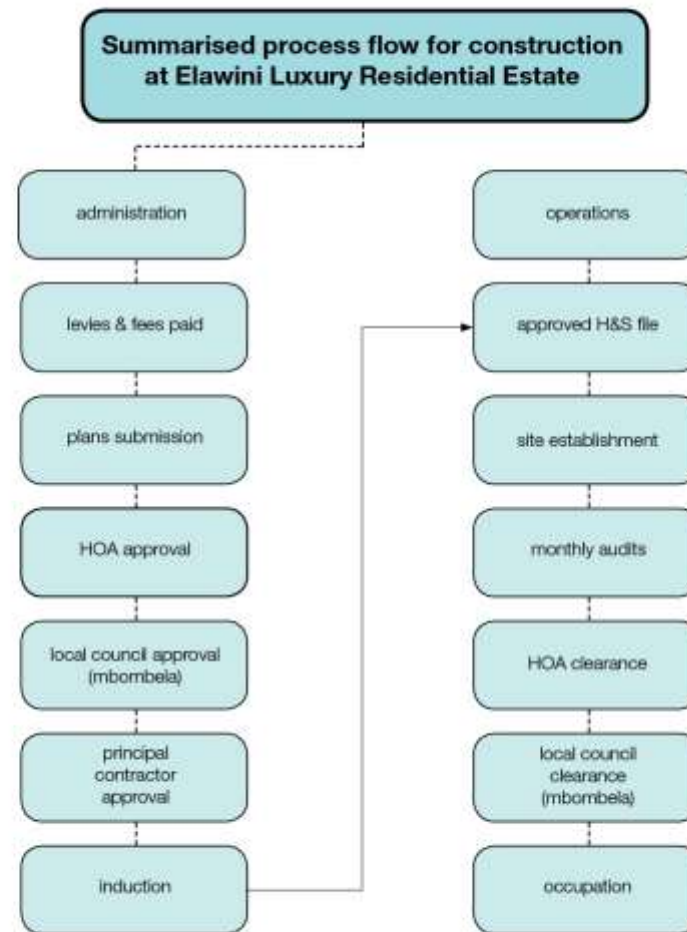 Summarised process flow for construction
at Elawini Luxury Residential Estate
administration
levies & fees paid
plans submission
HOA approval
local council approval
(mbombela)
principal
contractor
approval
induction
operations
approved H&S file
site establishment
monthly audits
HOA clearance
local council
clearance
(mbombela)
occupation